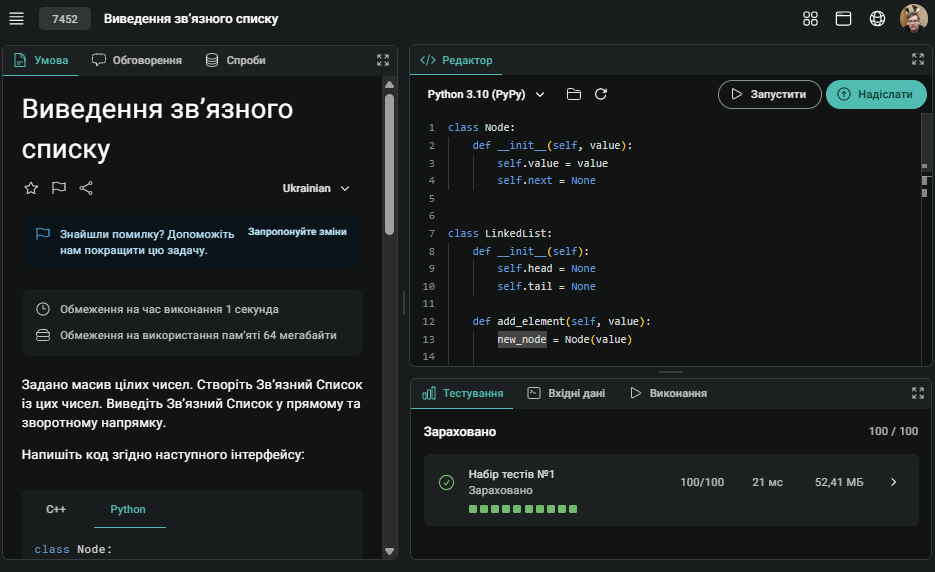 7452 Виведення зв’язного списку
Умова Обговорення Спроби
Виведення зв’язного
списку
Ukrainian
Знайшли помилку? Допоможіть
нам покращити цю задачу.
Запропонуйте зміни
Обмеження на час виконання 1 секунда
Обмеження на використання пам'яті 64 мегабайти
Задано масив цілих чисел. Створіть Зв’язний Список
із цих чисел. Виведіть Зв’язний Список у прямому та
зворотному напрямку.
Напишіть код згідно наступного інтерфейсу:
C++ Python
class Node:
</> Редактор
Python 3.10 (PyPy) Запустити Надіслати
1 class Node:
2 def __init__(self, value):
3 self.value = value
4 self.next = None
5
6
7 class LinkedList:
8 def __init__(self):
9 self.head = None
10 self.tail = None
11
12 def add_element(self, value):
13 new_node = Node(value)
14
Тестування Вхідні дані Виконання
Зараховано 100 / 100
Набір тестів №1
Зараховано
100/100 21 мс 52,41 МБ